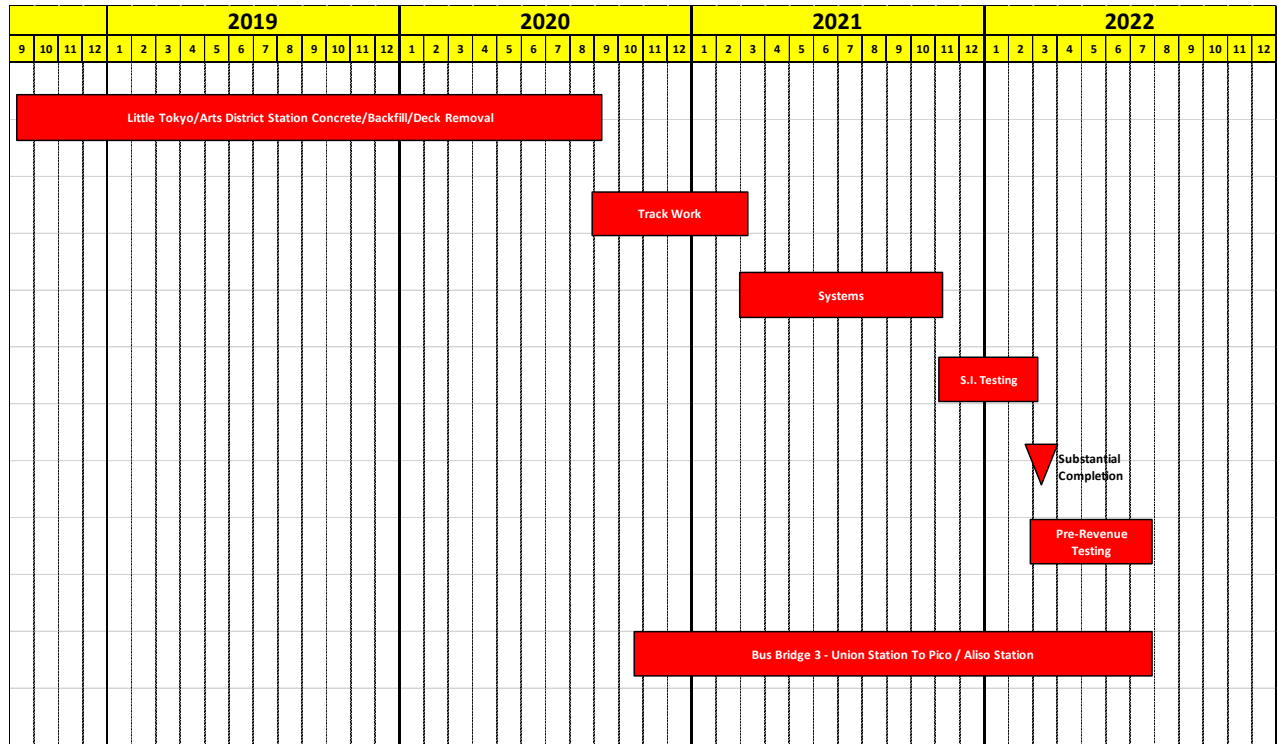 2019 2020 2021 2022
9 10 11 12 1 2 3 4 5 6 7 8 9 10 11 12 1 2 3 4 5 6 7 8 9 10 11 12 1 2 3 4 5 6 7 8 9 10 11 12 1 2 3 4 5 6 7 8 9 10 11 12
Little Tokyo/Arts District Station Concrete/Backfill/Deck Removal
Track Work
Systems
S.I. Testing
Substantial
Completion
Pre-Revenue
Testing
Bus Bridge 3 - Union Station To Pico / Aliso Station